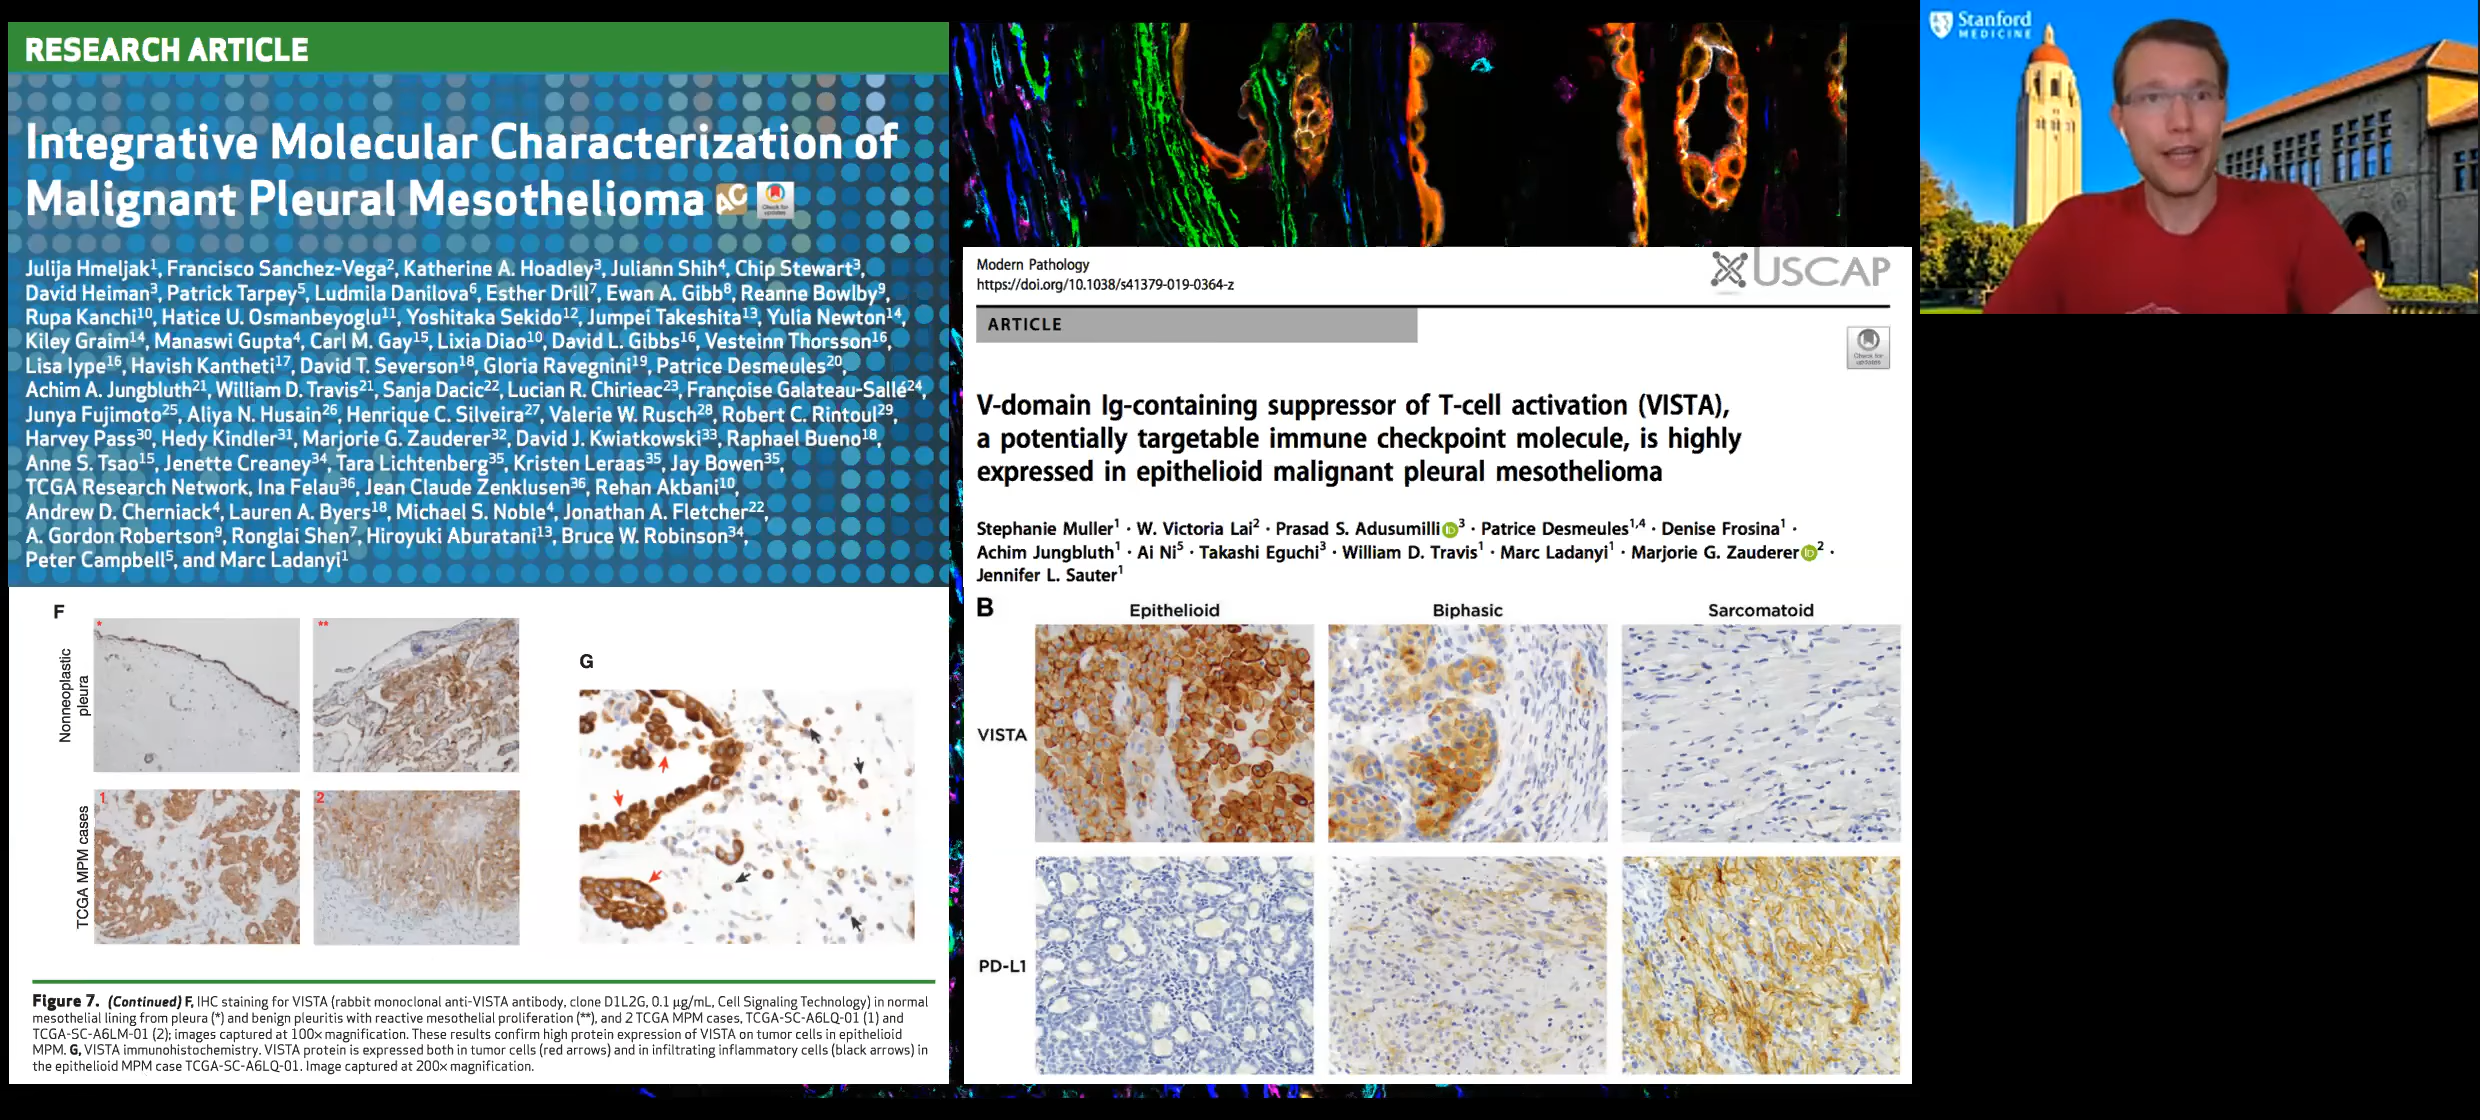 RESEARCH ARTICLE
Integrative Molecular Characterization of
Malignant Pleural Mesothelioma AC
Check for
updates
Julija Hmeljak1, Francisco Sanchez-Vega2, Katherine A. Hoadley3, Juliann Shih4, Chip Stewart3,
David Heiman3, Patrick Tarpey5, Ludmila Danilova6, Esther Drill7, Ewan A. Gibb8, Reanne Bowlby9,
Rupa Kanchi10, Hatice U. Osmanbeyoglu11, Yoshitaka Sekido12, Jumpei Takeshita13, Yulia Newton14,
Kiley Graim14, Manaswi Gupta4, Carl M. Gay15, Lixia Diao10, David L. Gibbs16, Vesteinn Thorsson16,
Lisa Iype16, Havish Kantheti17, David T. Severson18, Gloria Ravegnini19, Patrice Desmeules20,
Achim A. Jungbluth21, William D. Travis21, Sanja Dacic22, Lucian R. Chirieac23, Françoise Galateau-Sallé24,
Junya Fujimoto25, Aliya N. Husain26, Henrique C. Silveira27, Valerie W. Rusch28, Robert C. Rintoul29,
Harvey Pass30, Hedy Kindler31, Marjorie G. Zauderer32, David J. Kwiatkowski33, Raphael Bueno18,
Anne S. Tsao15, Jenette Creaney34, Tara Lichtenberg35, Kristen Leraas35, Jay Bowen35,
TCGA Research Network, Ina Felau36, Jean Claude Zenklusen36, Rehan Akbani10,
Andrew D. Cherniack4, Lauren A. Byers18, Michael S. Noble4, Jonathan A. Fletcher22,
A. Gordon Robertson9, Ronglai Shen7, Hiroyuki Aburatani13, Bruce W. Robinson34,
Peter Campbell5, and Marc Ladanyi1
F
Nonneoplastic
pleura
*
**
TCGA MPM cases
1
2
G
Figure 7. (Continued) F, IHC staining for VISTA (rabbit monoclonal anti-VISTA antibody, clone D1L2G, 0.1 µg/mL, Cell Signaling Technology) in normal
mesothelial lining from pleura (*) and benign pleuritis with reactive mesothelial proliferation (**), and 2 TCGA MPM cases, TCGA-SC-A6LQ-01 (1) and
TCGA-SC-A6LM-01 (2); images captured at 100× magnification. These results confirm high protein expression of VISTA on tumor cells in epithelioid
MPM. G, VISTA immunohistochemistry. VISTA protein is expressed both in tumor cells (red arrows) and in infiltrating inflammatory cells (black arrows) in
the epithelioid MPM case TCGA-SC-A6LQ-01. Image captured at 200× magnification.
Modern Pathology
https://doi.org/10.1038/s41379-019-0364-z
USCAP
ARTICLE
Check for
updates
V-domain Ig-containing suppressor of T-cell activation (VISTA),
a potentially targetable immune checkpoint molecule, is highly
expressed in epithelioid malignant pleural mesothelioma
Stephanie Muller1 · W. Victoria Lai2 · Prasad S. Adusumilli iD 3 · Patrice Desmeules1,4 · Denise Frosina1 ·
Achim Jungbluth1 · Ai Ni5 · Takashi Eguchi3 · William D. Travis1 · Marc Ladanyi1 · Marjorie G. Zauderer iD 2 ·
Jennifer L. Sauter1
B
Epithelioid Biphasic Sarcomatoid
VISTA
PD-L1
Stanford
MEDICINE